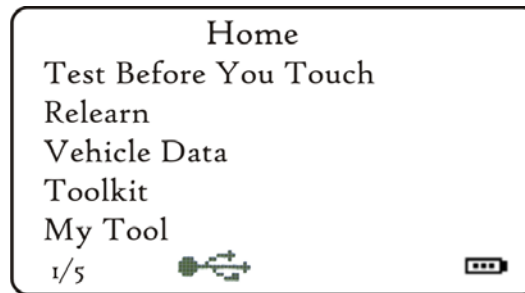 Home
Test Before You Touch
Relearn
Vehicle Data
Toolkit
My Tool
1/5